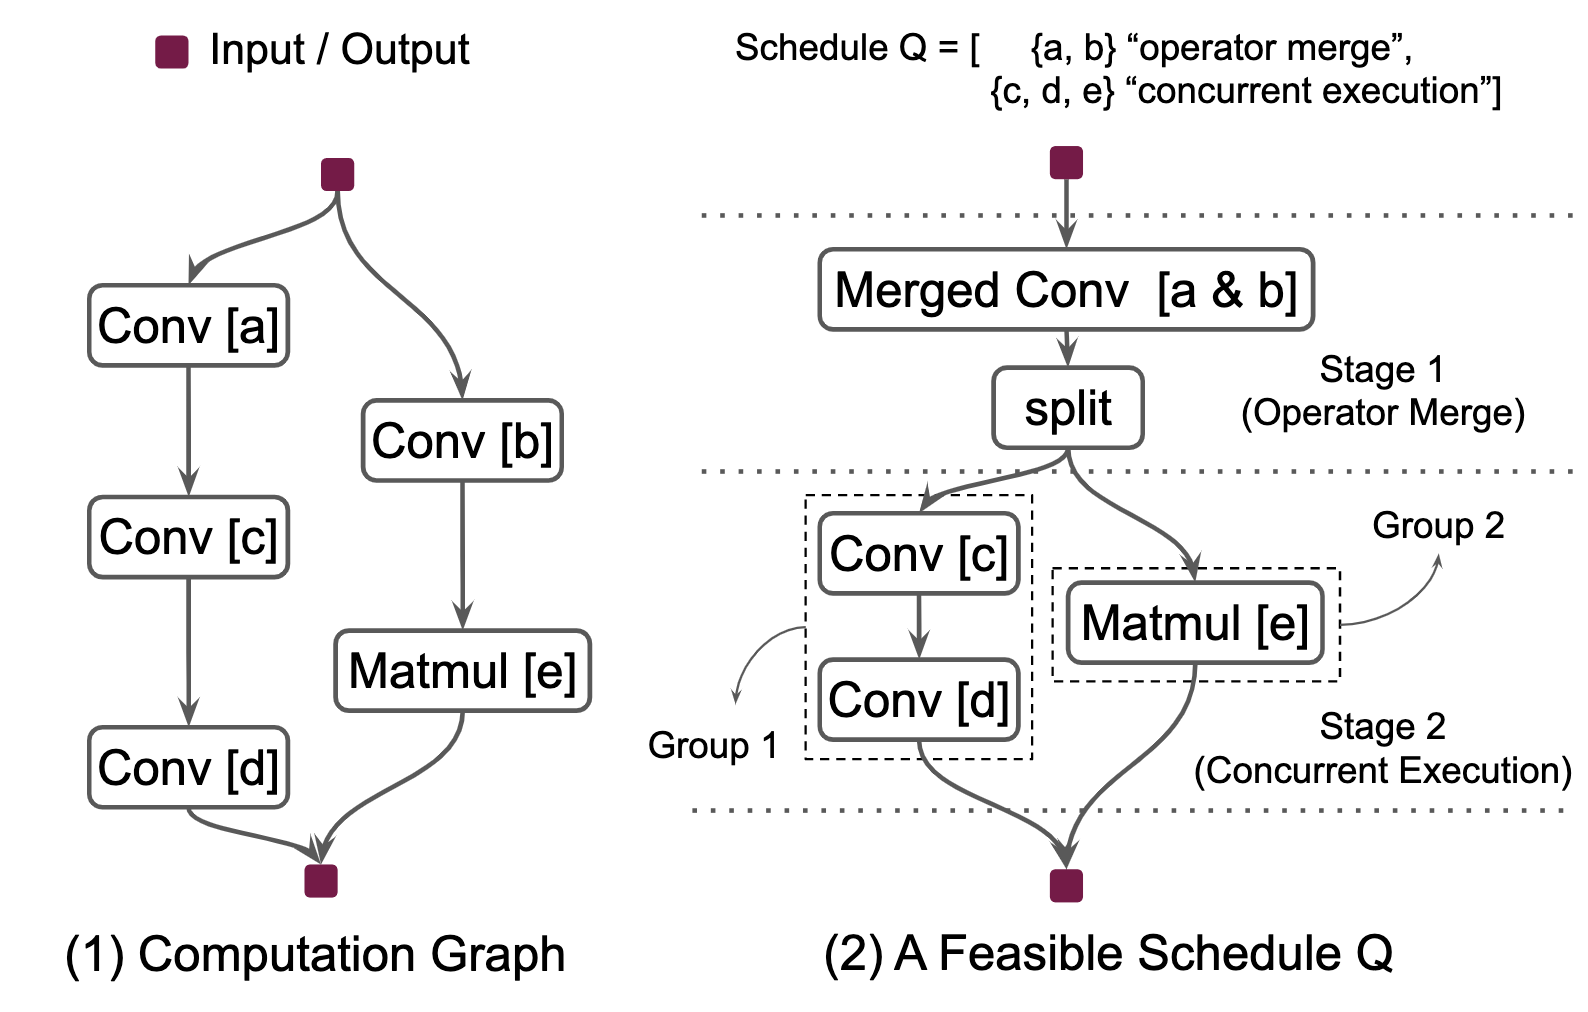 Input / Output
Conv [a]
Conv [b]
Conv [c]
Matmul [e]
Conv [d]
(1) Computation Graph
Schedule Q = [ {a, b} “operator merge”,
{c, d, e} “concurrent execution”]
Merged Conv [a & b]
split
Stage 1
(Operator Merge)
Conv [c]
Group 2
Matmul [e]
Conv [d]
Group 1
Stage 2
(Concurrent Execution)
(2) A Feasible Schedule Q